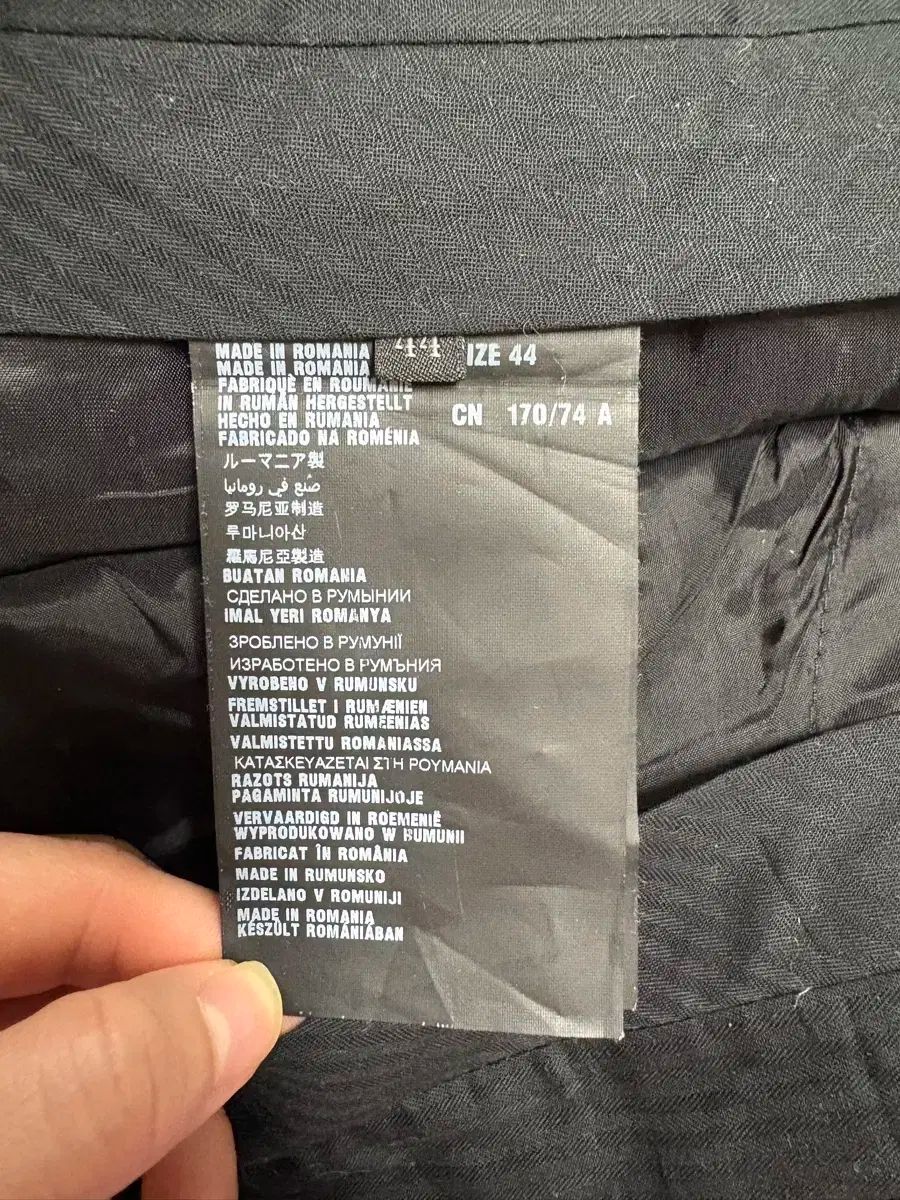 44
MADE IN ROMANIA
MADE IN ROMANIA
FABRIQUÈ EN ROUMANIE
IN RUMÄN HERGESTELLT
HECHO EN RUMANIA
FABRICADO NA ROMÉNIA
ルーマニア製
صنع في رومانيا
罗马尼亚制造
루마니아산
羅馬尼亞製造
BUATAN ROMANIA
СДЕЛАНО В РУМЫНИИ
IMAL YERI ROMANYA
ЗРОБЛЕНО В РУМУНІЇ
ИЗРАБОТЕНО В РУМЪНИЯ
VYROBENO V RUMUNSKU
FREMSTILLET I RUMÆNIEN
VALMISTATUD RUMEENIAS
VALMISTETTU ROMANIASSA
ΚΑΤΑΣΚΕΥΑΖΕΤΑΙ ΣΤΗ ΡΟΥΜΑΝΙΑ
RAZOTS RUMANIJA
PAGAMINTA RUMUNIJOJE
VERVAARDIGD IN ROEMENIË
WYPRODUKOWANO W RUMUNII
FABRICAT ÎN ROMÂNIA
MADE IN RUMUNSKO
IZDELANO V ROMUNIJI
MADE IN ROMANIA
KÉSZÜLT ROMÁNIÁBAN
IZE 44
CN 170/74 A